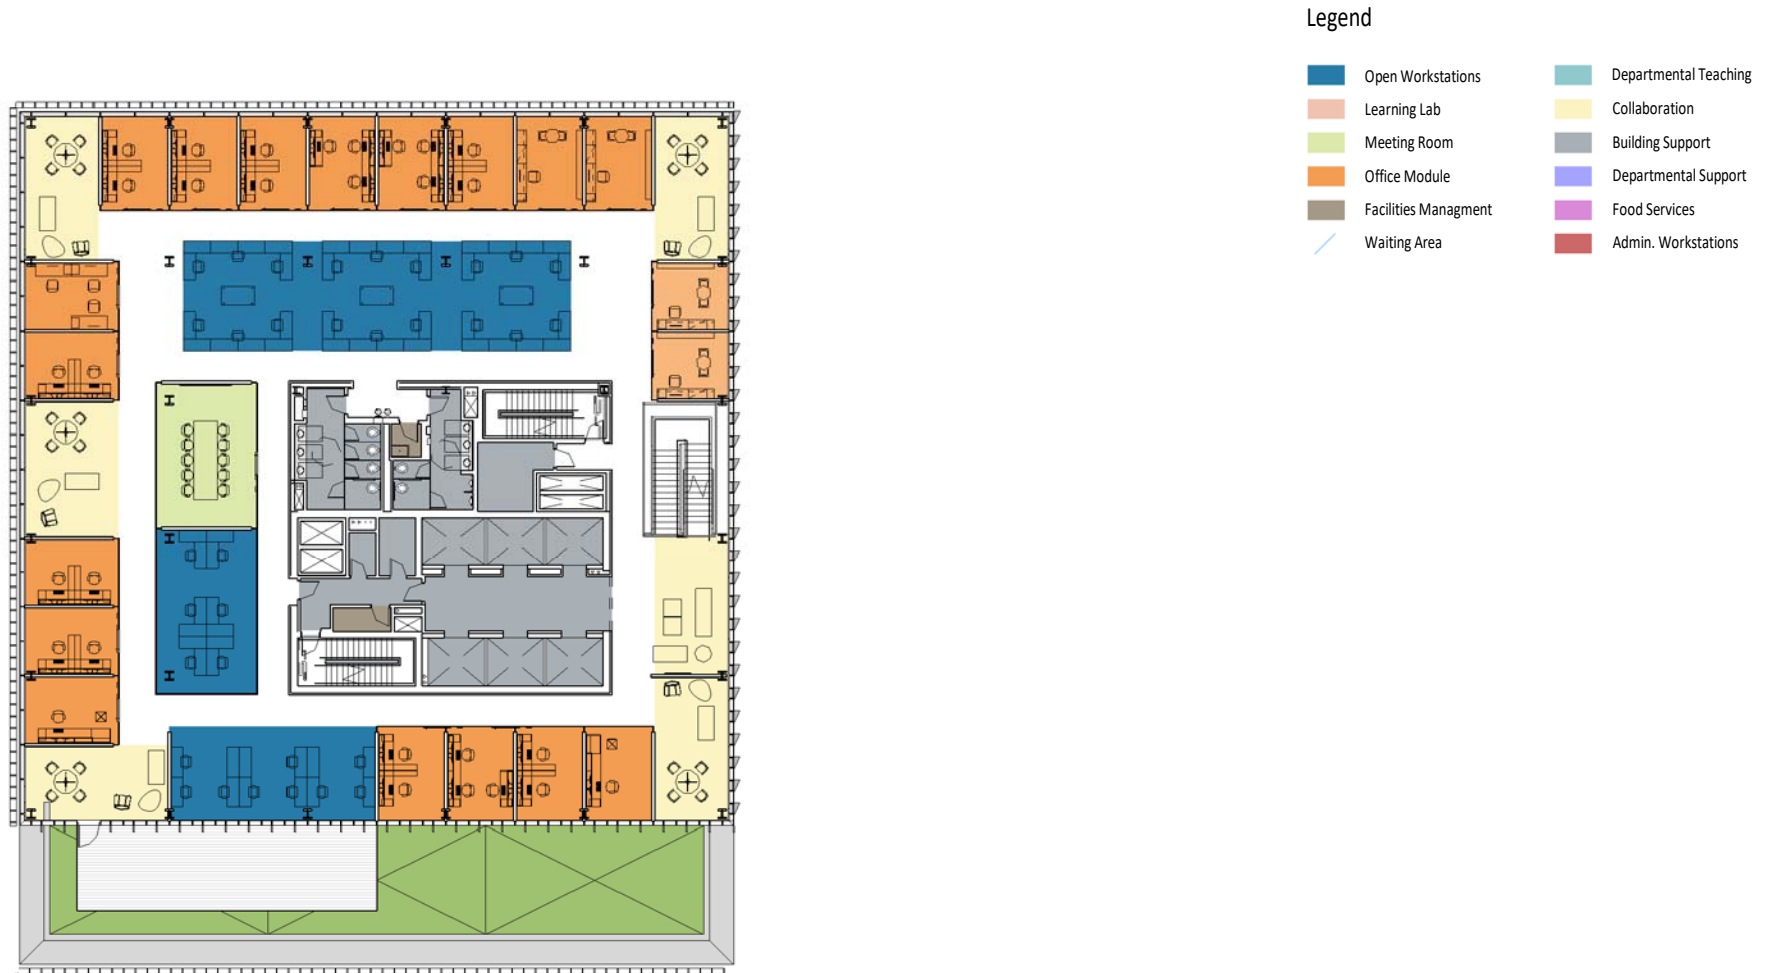 Legend
Open Workstations
Departmental Teaching
Learning Lab
Collaboration
Meeting Room
Building Support
Office Module
Departmental Support
Facilities Managment
Food Services
Waiting Area
Admin. Workstations